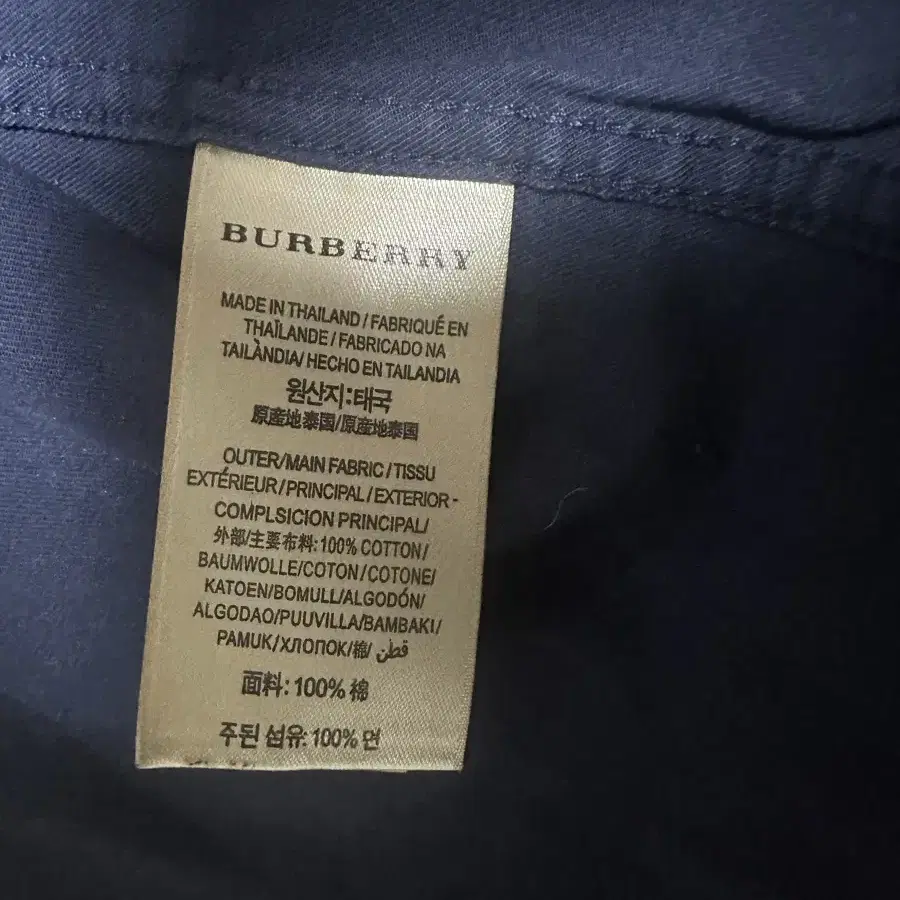 BURBERRY
MADE IN THAILAND / FABRIQUÉ EN
THAÏLANDE / FABRICADO NA
TAILÀNDIA/ HECHO EN TAILANDIA
원산지:태국
原産地泰国/原産地泰国
OUTER/MAIN FABRIC / TISSU
EXTÉRIEUR / PRINCIPAL / EXTERIOR-
COMPLSICION PRINCIPAL/
外部/主要布料: 100% COTTON /
BAUMWOLLE/COTON / COTONE/
KATOEN/BOMULL/ALGODÓN/
ALGODAO/PUUVILLA/BAMBAKI/
PAMUK/ХЛОПОК/棉/ قطن
面料: 100% 棉
주된 섬유: 100% 면